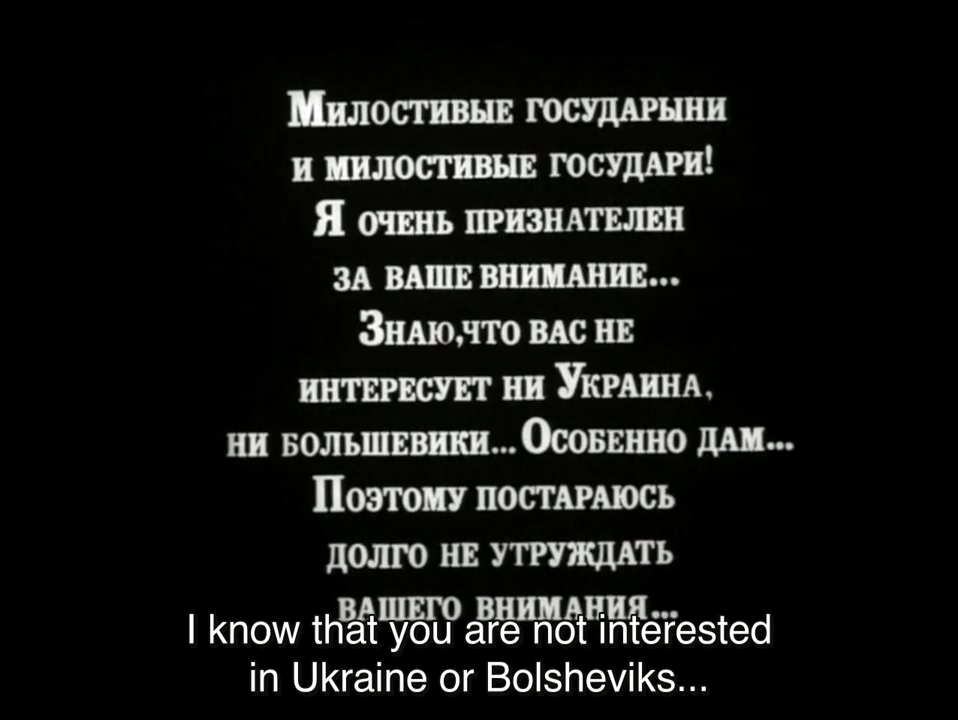 Милостивые государыни
и милостивые государи!
Я очень признателен
за ваше внимание...
Знаю,что вас не
интересует ни Украина,
ни большевики... Особенно дам...
Поэтому постараюсь
долго не утруждать
вашего внимания...
I know that you are not interested
in Ukraine or Bolsheviks...